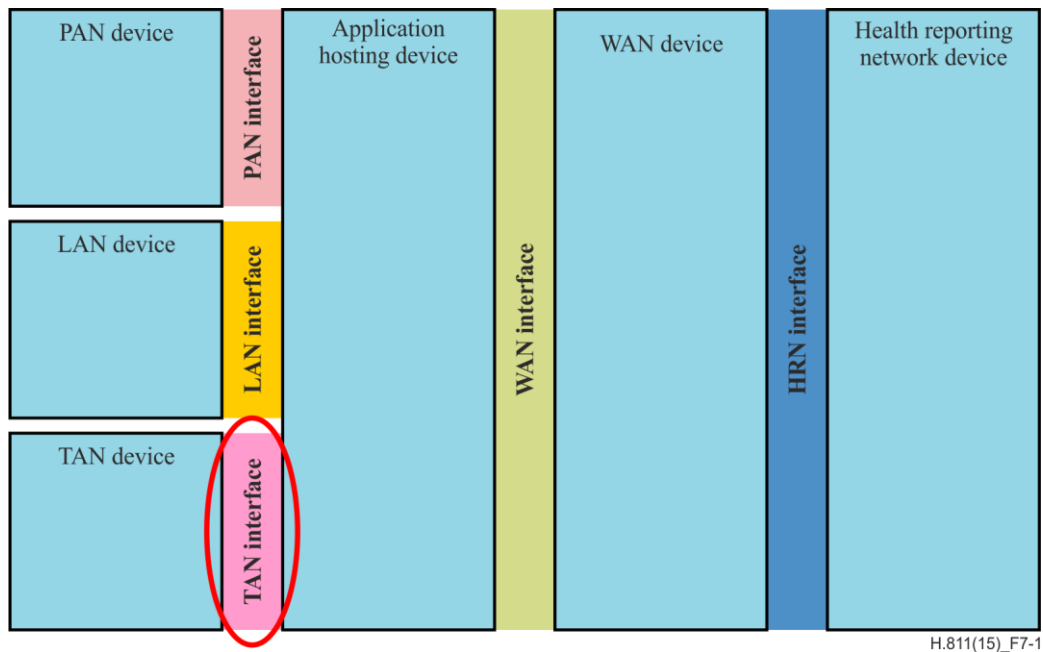 PAN device
PAN interface
Application
hosting device
WAN device
Health reporting
network device
LAN device
LAN interface
WAN interface
HRN interface
TAN device
TAN interface
H.811(15)_F7-1